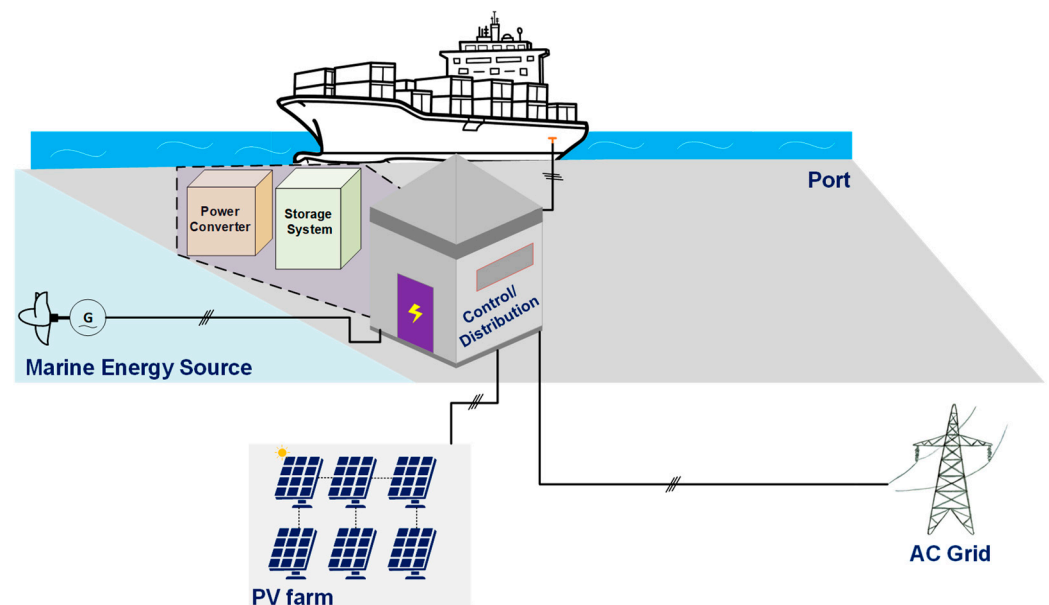 Port
Power
Converter
Storage
System
Control/
Distribution
G
Marine Energy Source
PV farm
AC Grid